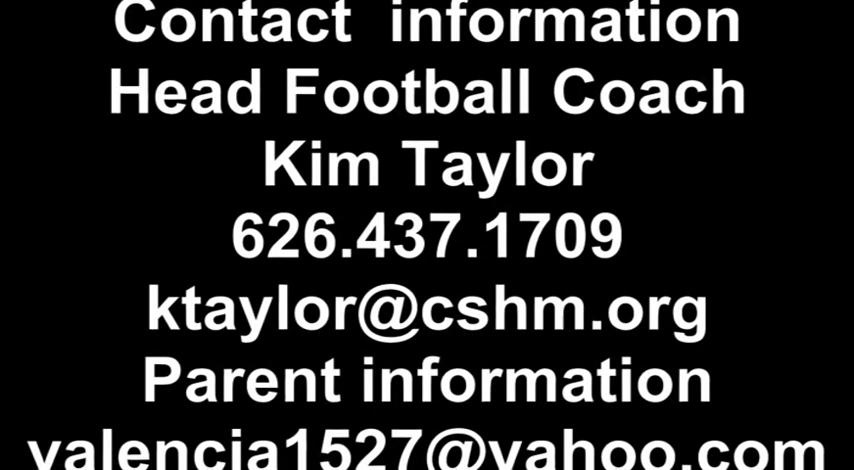 Contact information
Head Football Coach
Kim Taylor
626.437.1709
ktaylor@cshm.org
Parent information
valencia1527@yahoo.com